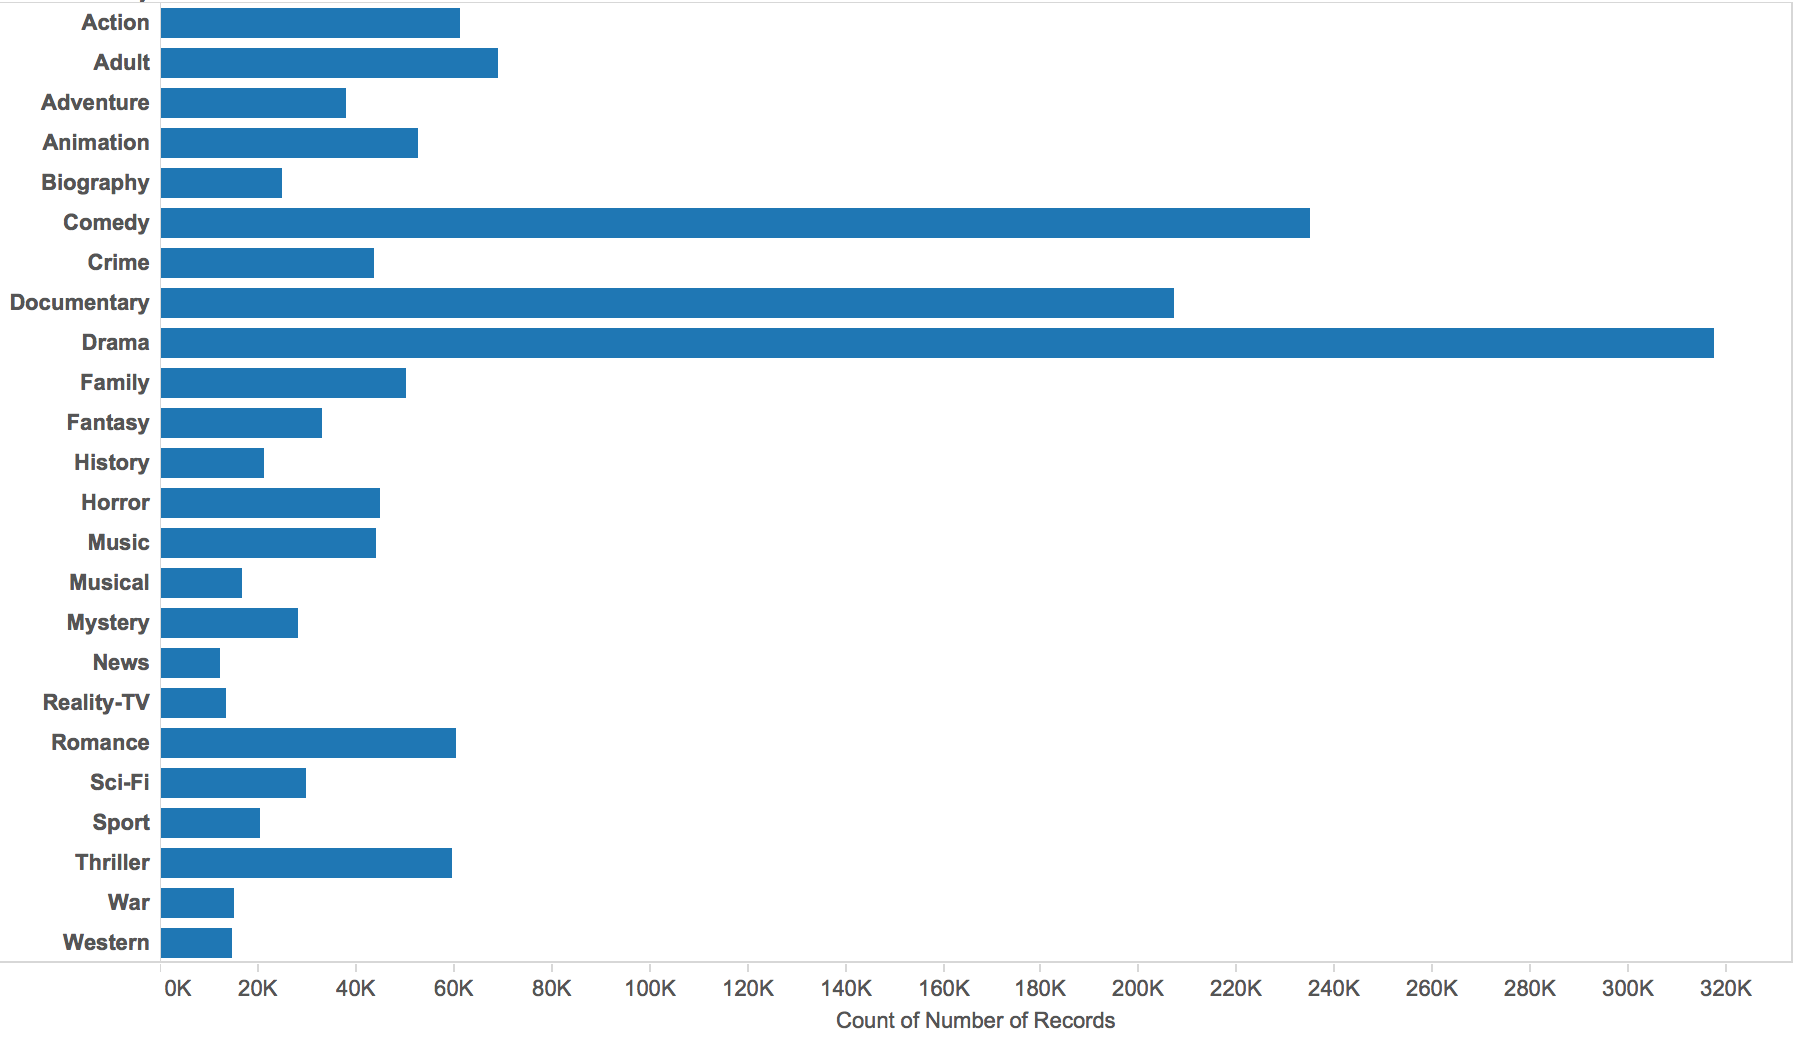 Action
Adult
Adventure
Animation
Biography
Comedy
Crime
Documentary
Drama
Family
Fantasy
History
Horror
Music
Musical
Mystery
News
Reality-TV
Romance
Sci-Fi
Sport
Thriller
War
Western
0K 20K 40K 60K 80K 100K 120K 140K 160K 180K 200K 220K 240K 260K 280K 300K 320K
Count of Number of Records